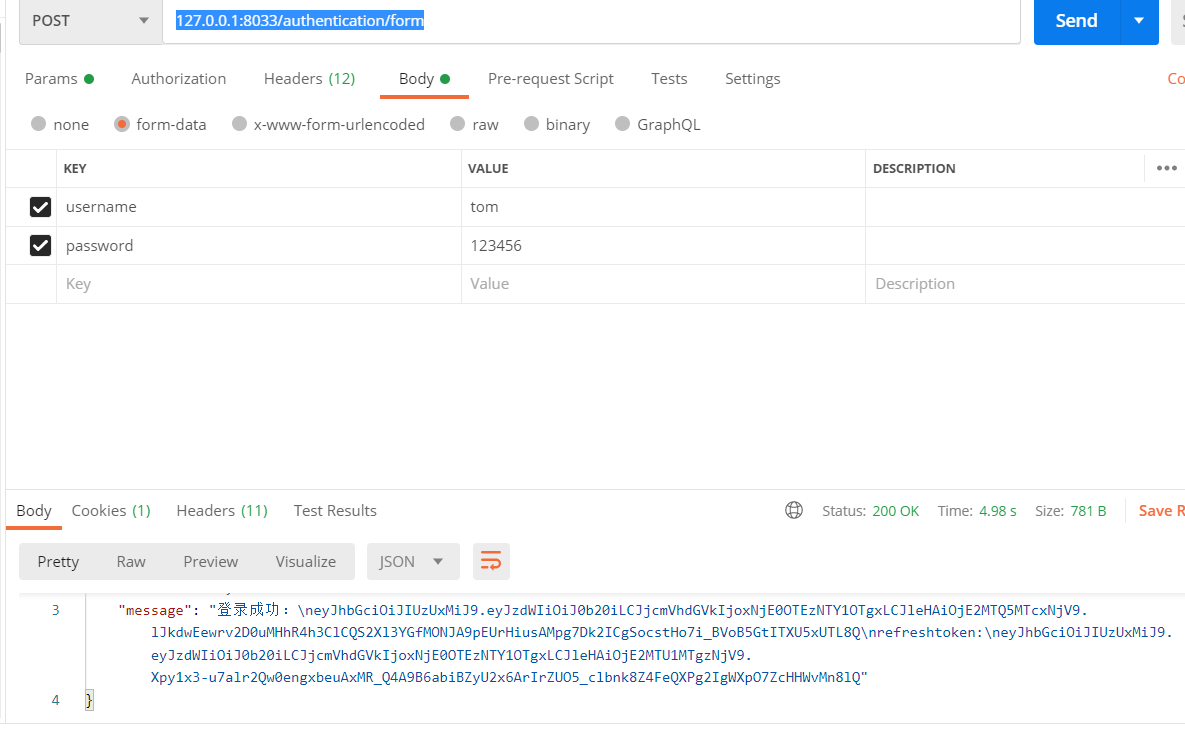 POST 127.0.0.1:8033/authentication/form Send
Params Authorization Headers (12) Body Pre-request Script Tests Settings Co
none form-data x-www-form-urlencoded raw binary GraphQL
KEY VALUE DESCRIPTION •••
username tom
password 123456
Key Value Description
Body Cookies (1) Headers (11) Test Results Status: 200 OK Time: 4.98 s Size: 781 B Save R
Pretty Raw Preview Visualize JSON
3 "message": "登录成功：\neyJhbGciOiJIUzUxMiJ9.eyJzdWIiOiJ0b20iLCJjcmVhdGVkIjoxNjE0OTEzNTY1OTgxLCJleHAiOjE2MTQ5MTcxNjV9.
lJkdwEewrv2D0uMHhR4h3ClCQS2Xl3YGfMONJA9pEUrHiusAMpg7Dk2ICgSocstHo7i_BVoB5GtITXU5xUTL8Q\nrefreshtoken:\neyJhbGciOiJIUzUxMiJ9.
eyJzdWIiOiJ0b20iLCJjcmVhdGVkIjoxNjE0OTEzNTY1OTgxLCJleHAiOjE2MTU1MTgzNjV9.
Xpy1x3-u7alr2Qw0engxbeuAxMR_Q4A9B6abiBZyU2x6ArIrZUO5_clbnk8Z4FeQXPg2IgWXpO7ZcHHWvMn8lQ"
4 }